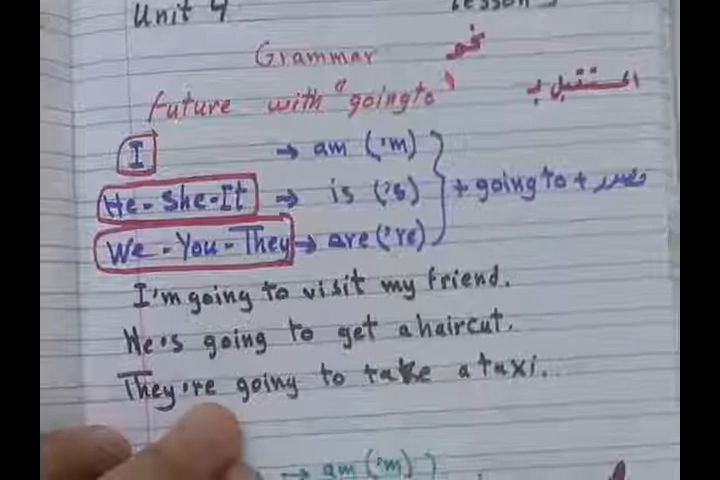 Unit 4 Lesson
Grammar نحو
Future with "going to" المستقبل بـ
I → am ('m)
He - She - It → is ('s) + going to + مصدر
We - You - They → are ('re)
I'm going to visit my friend.
He's going to get a haircut.
They're going to take a taxi..
→ am ('m)